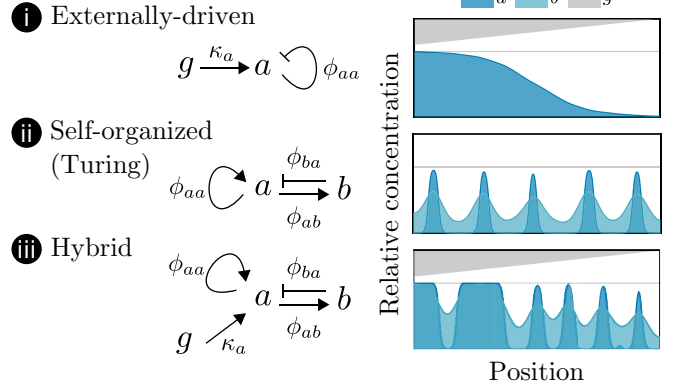 a b g
i Externally-driven
g κa a ϕaa
ii Self-organized
(Turing)
ϕaa a ϕba b
ϕab
iii Hybrid
ϕaa a ϕba b
ϕab
g κa
Relative concentration
Position